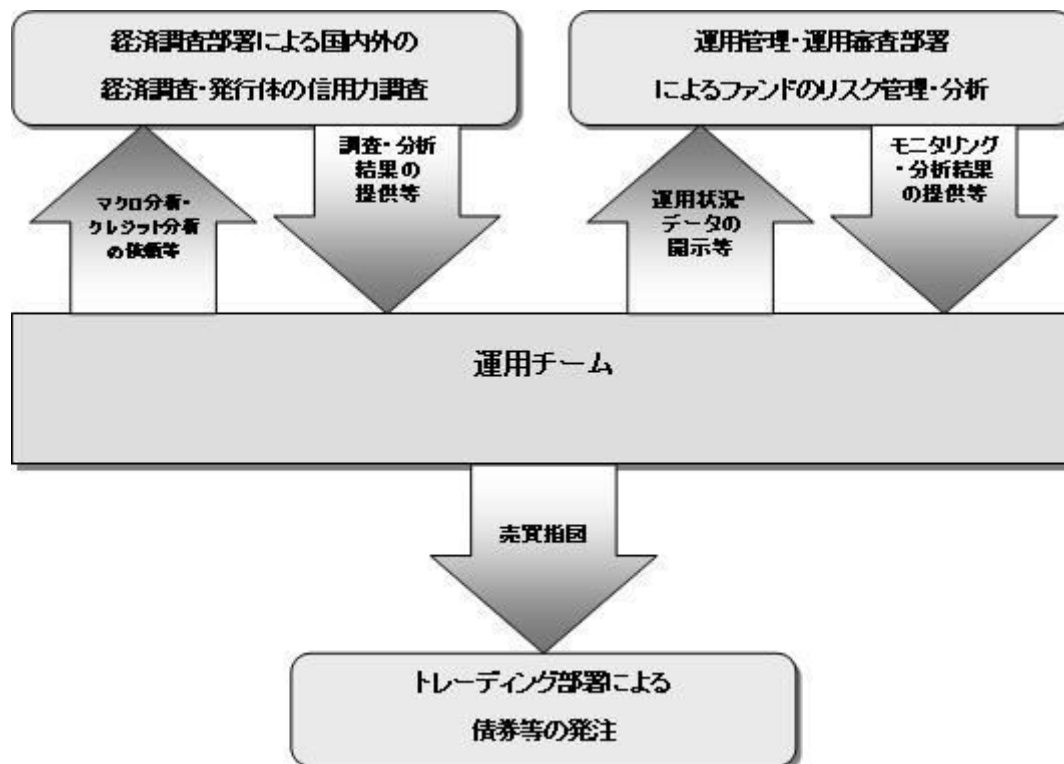 経済調査部署による国内外の
経済調査・発行体の信用力調査
運用管理・運用審査部署
によるファンドのリスク管理・分析
マクロ分析・
クレジット分析
の依頼等
調査・分析
結果の
提供等
運用状況・
データの
開示等
モニタリング
・分析結果
の提供等
運用チーム
売買指図
トレーディング部署による
債券等の発注